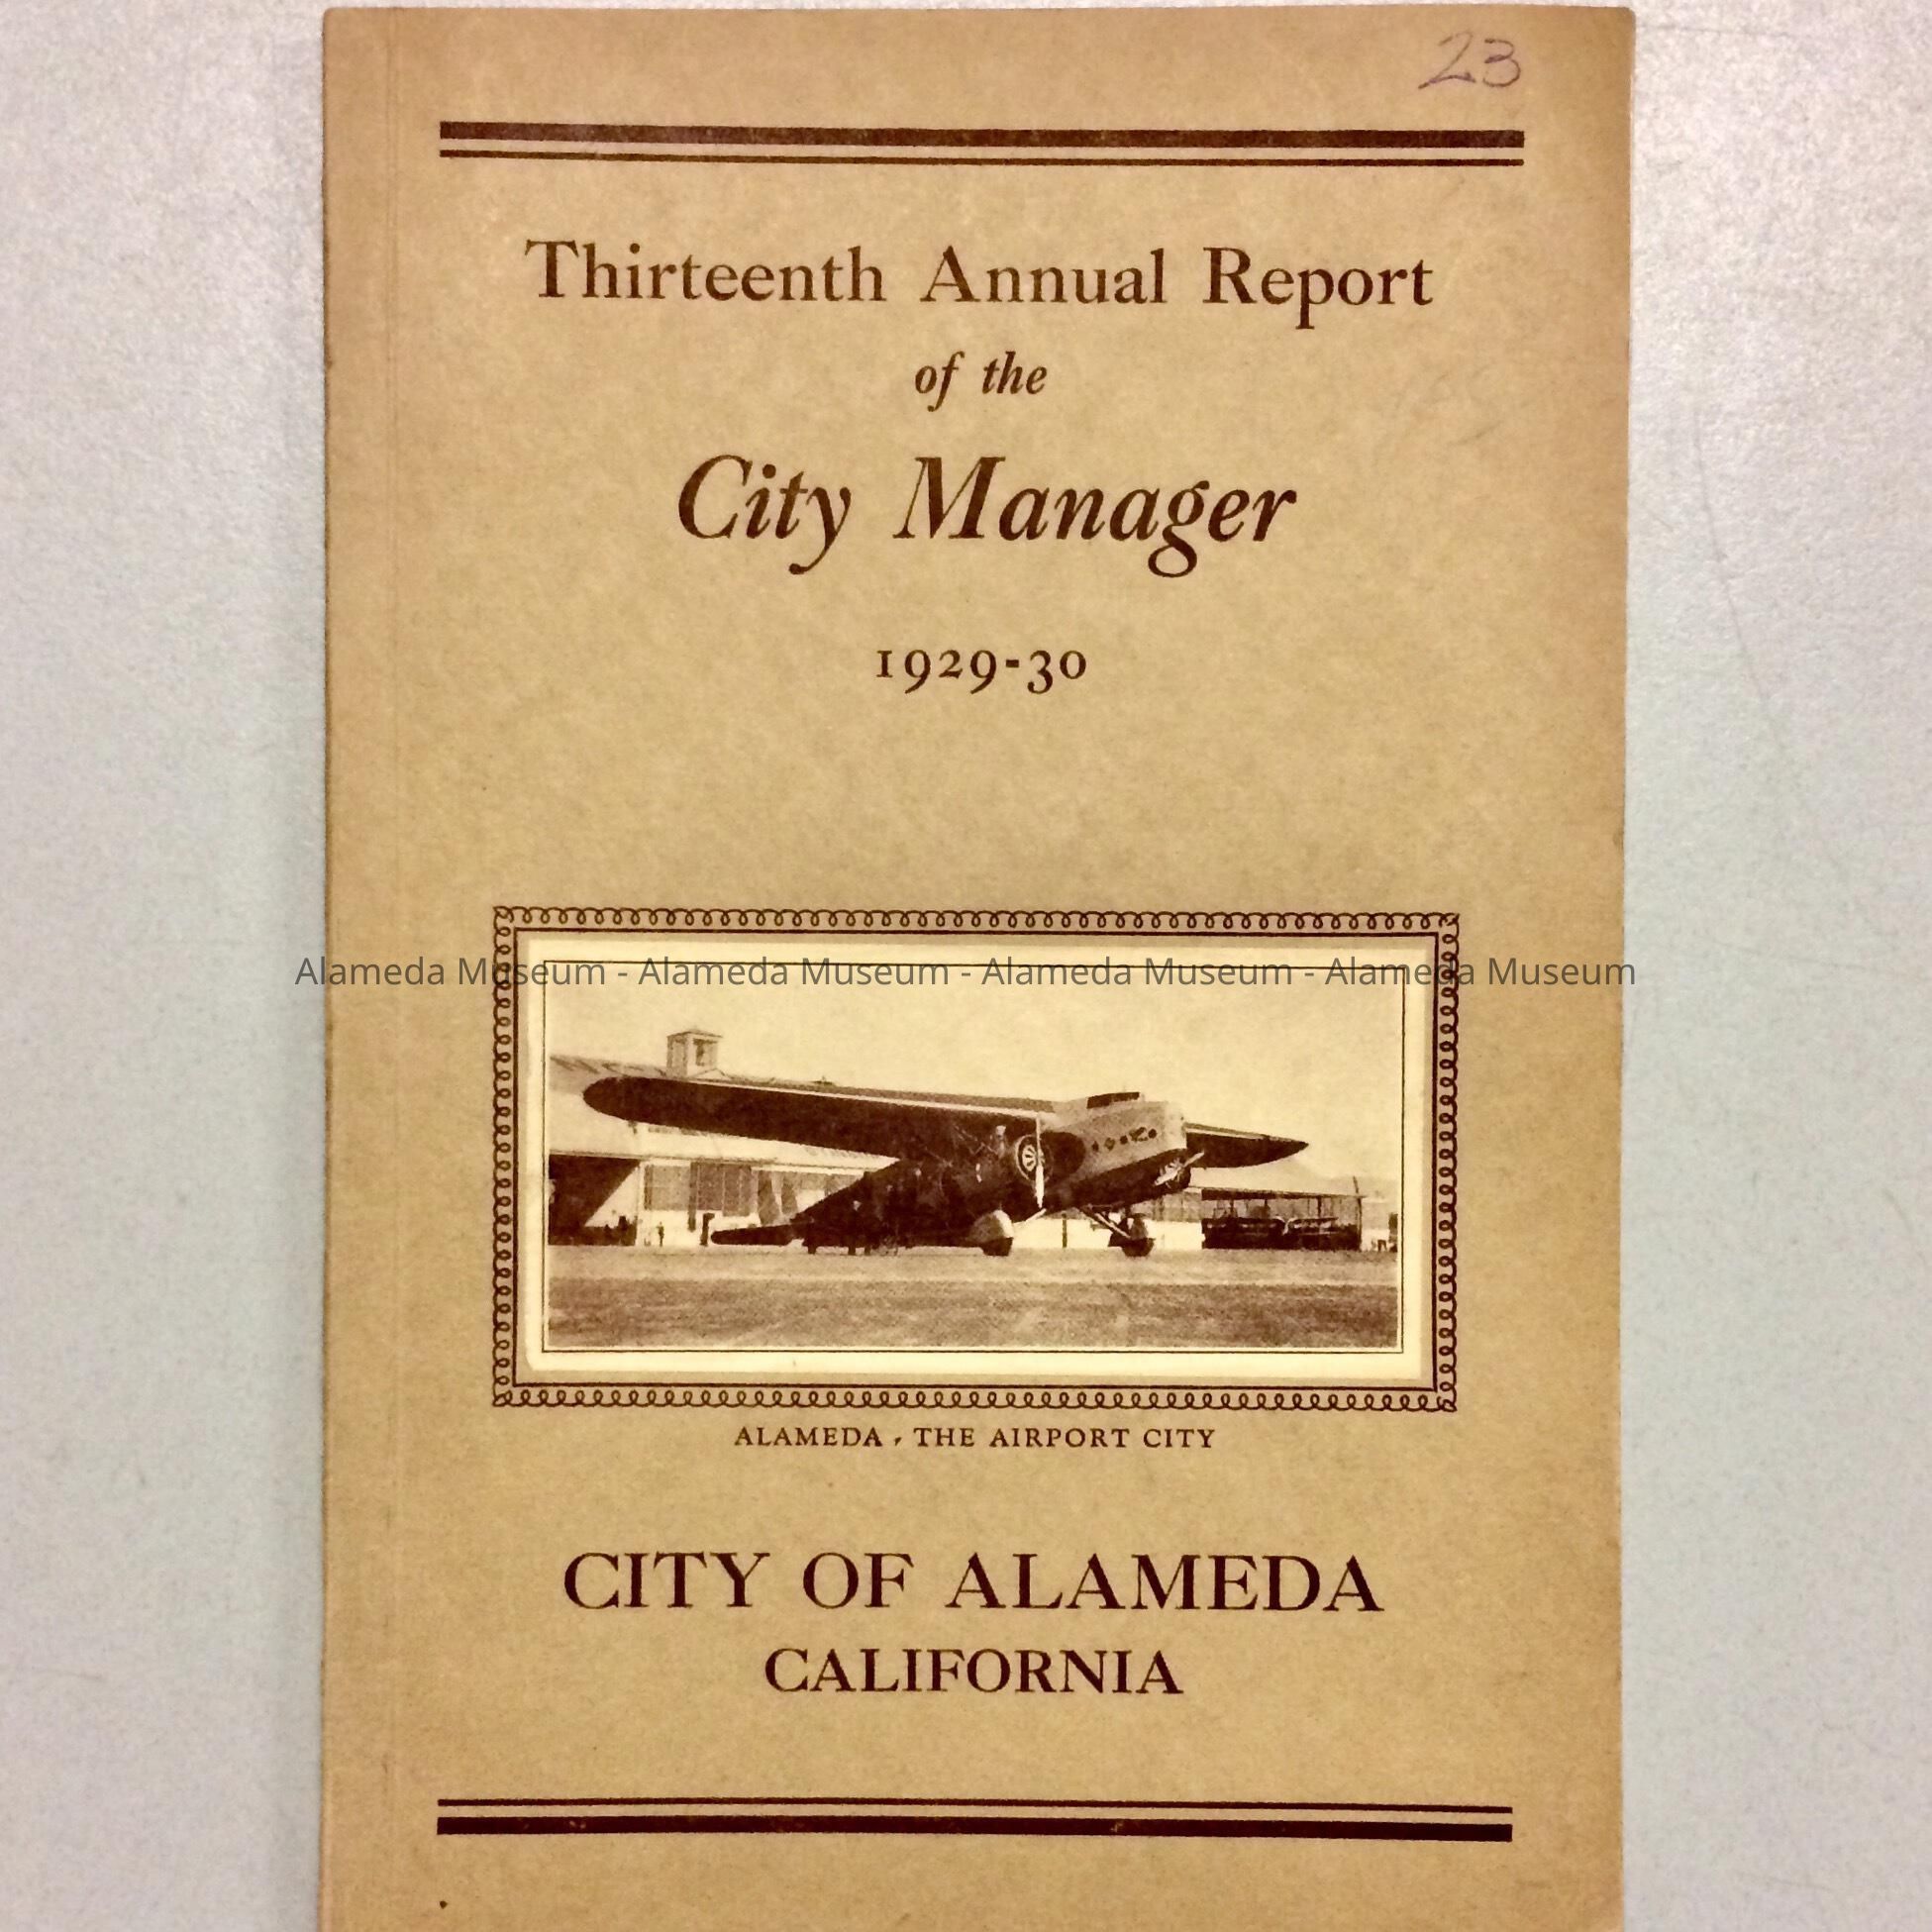 23
Thirteenth Annual Report
of the
City Manager
1929-30
Alameda Museum - Alameda Museum - Alameda Museum - Alameda Museum
ALAMEDA, THE AIRPORT CITY
CITY OF ALAMEDA
CALIFORNIA